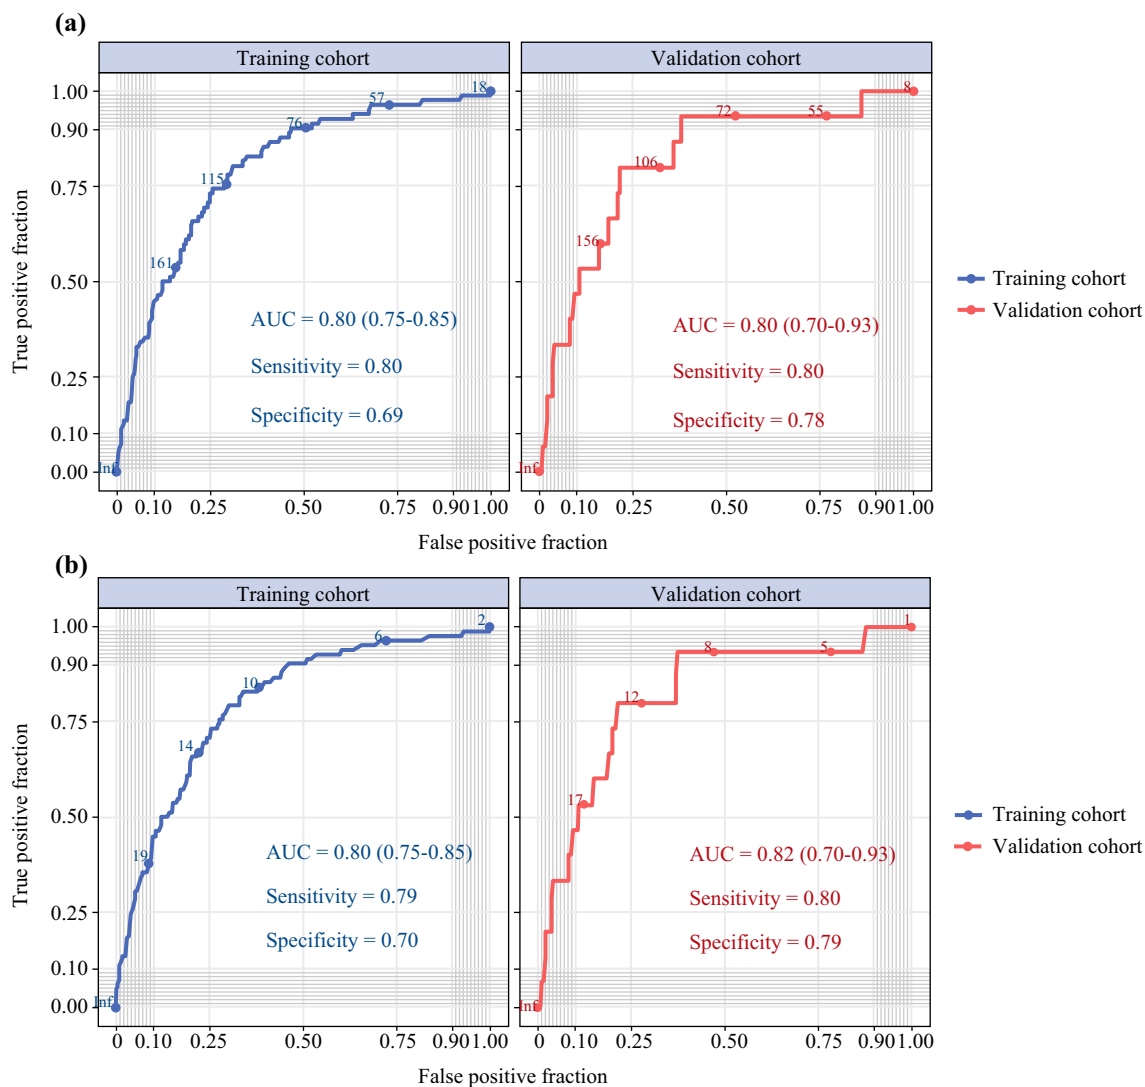 (a)
Training cohort
Validation cohort
True positive fraction
1.00
0.90
0.75
0.50
0.25
0.10
0.00
Inf
161
115
76
57
18
AUC = 0.80 (0.75-0.85)
Sensitivity = 0.80
Specificity = 0.69
Inf
156
106
72
55
8
AUC = 0.80 (0.70-0.93)
Sensitivity = 0.80
Specificity = 0.78
0 0.10 0.25 0.50 0.75 0.90 1.00
0 0.10 0.25 0.50 0.75 0.90 1.00
False positive fraction
Training cohort
Validation cohort
(b)
Training cohort
Validation cohort
True positive fraction
1.00
0.90
0.75
0.50
0.25
0.10
0.00
Inf
19
14
10
6
2
AUC = 0.80 (0.75-0.85)
Sensitivity = 0.79
Specificity = 0.70
Inf
17
12
8
5
1
AUC = 0.82 (0.70-0.93)
Sensitivity = 0.80
Specificity = 0.79
0 0.10 0.25 0.50 0.75 0.90 1.00
0 0.10 0.25 0.50 0.75 0.90 1.00
False positive fraction
Training cohort
Validation cohort